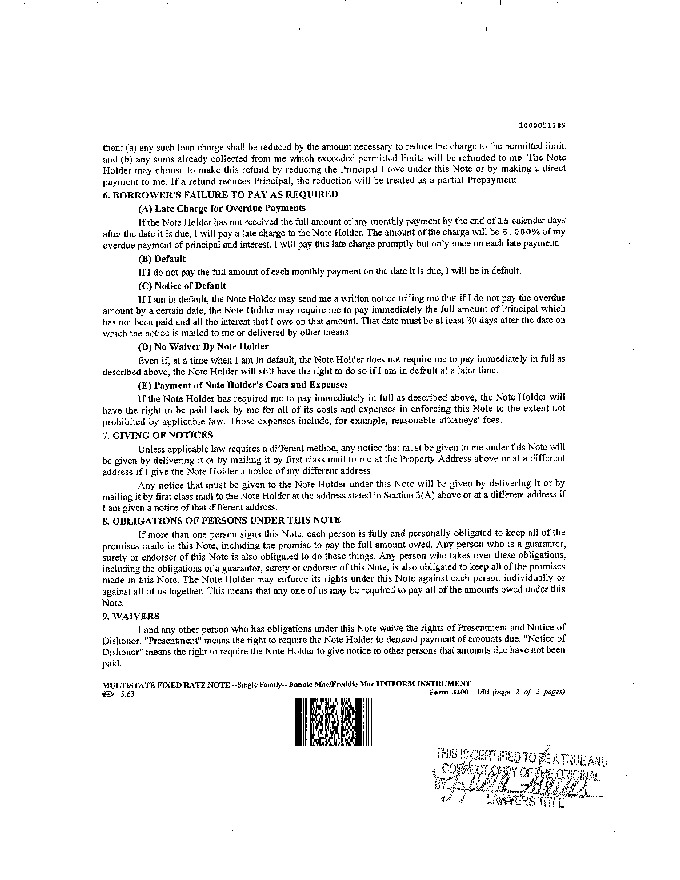 then: (a) any such loan charge shall be reduced by the amount necessary to reduce the charge to the permitted limit;
and (b) any sums already collected from me which exceeded permitted limits will be refunded to me. The Note
Holder may choose to make this refund by reducing the Principal I owe under this Note or by making a direct
payment to me. If a refund reduces Principal, the reduction will be treated as a partial Prepayment.
6. BORROWER'S FAILURE TO PAY AS REQUIRED
(A) Late Charge for Overdue Payments
If the Note Holder has not received the full amount of any monthly payment by the end of 15 calendar days
after the date it is due, I will pay a late charge to the Note Holder. The amount of the charge will be 5.000% of my
overdue payment of principal and interest. I will pay this late charge promptly but only once on each late payment.
(B) Default
If I do not pay the full amount of each monthly payment on the date it is due, I will be in default.
(C) Notice of Default
If I am in default, the Note Holder may send me a written notice telling me that if I do not pay the overdue
amount by a certain date, the Note Holder may require me to pay immediately the full amount of Principal which
has not been paid and all the interest that I owe on that amount. That date must be at least 30 days after the date on
which the notice is mailed to me or delivered by other means.
(D) No Waiver By Note Holder
Even if, at a time when I am in default, the Note Holder does not require me to pay immediately in full as
described above, the Note Holder will still have the right to do so if I am in default at a later time.
(E) Payment of Note Holder's Costs and Expenses
If the Note Holder has required me to pay immediately in full as described above, the Note Holder will
have the right to be paid back by me for all of its costs and expenses in enforcing this Note to the extent not
prohibited by applicable law. Those expenses include, for example, reasonable attorneys' fees.
7. GIVING OF NOTICES
Unless applicable law requires a different method, any notice that must be given to me under this Note will
be given by delivering it or by mailing it by first class mail to me at the Property Address above or at a different
address if I give the Note Holder a notice of my different address.
Any notice that must be given to the Note Holder under this Note will be given by delivering it or by
mailing it by first class mail to the Note Holder at the address stated in Section 3(A) above or at a different address if
I am given a notice of that different address.
8. OBLIGATIONS OF PERSONS UNDER THIS NOTE
If more than one person signs this Note, each person is fully and personally obligated to keep all of the
promises made in this Note, including the promise to pay the full amount owed. Any person who is a guarantor,
surety or endorser of this Note is also obligated to do these things. Any person who takes over these obligations,
including the obligations of a guarantor, surety or endorser of this Note, is also obligated to keep all of the promises
made in this Note. The Note Holder may enforce its rights under this Note against each person individually or
against all of us together. This means that any one of us may be required to pay all of the amounts owed under this
Note.
9. WAIVERS
I and any other person who has obligations under this Note waive the rights of Presentment and Notice of
Dishonor. "Presentment" means the right to require the Note Holder to demand payment of amounts due. "Notice of
Dishonor" means the right to require the Note Holder to give notice to other persons that amounts due have not been
paid.
MULTISTATE FIXED RATE NOTE--Single Family--Fannie Mae/Freddie Mac UNIFORM INSTRUMENT
Form 3200 1/01 (page 2 of 3 pages)
THIS IS CERTIFIED TO BE A TRUE AND
CORRECT COPY OF THE ORIGINAL
BY
LAWYERS TITLE